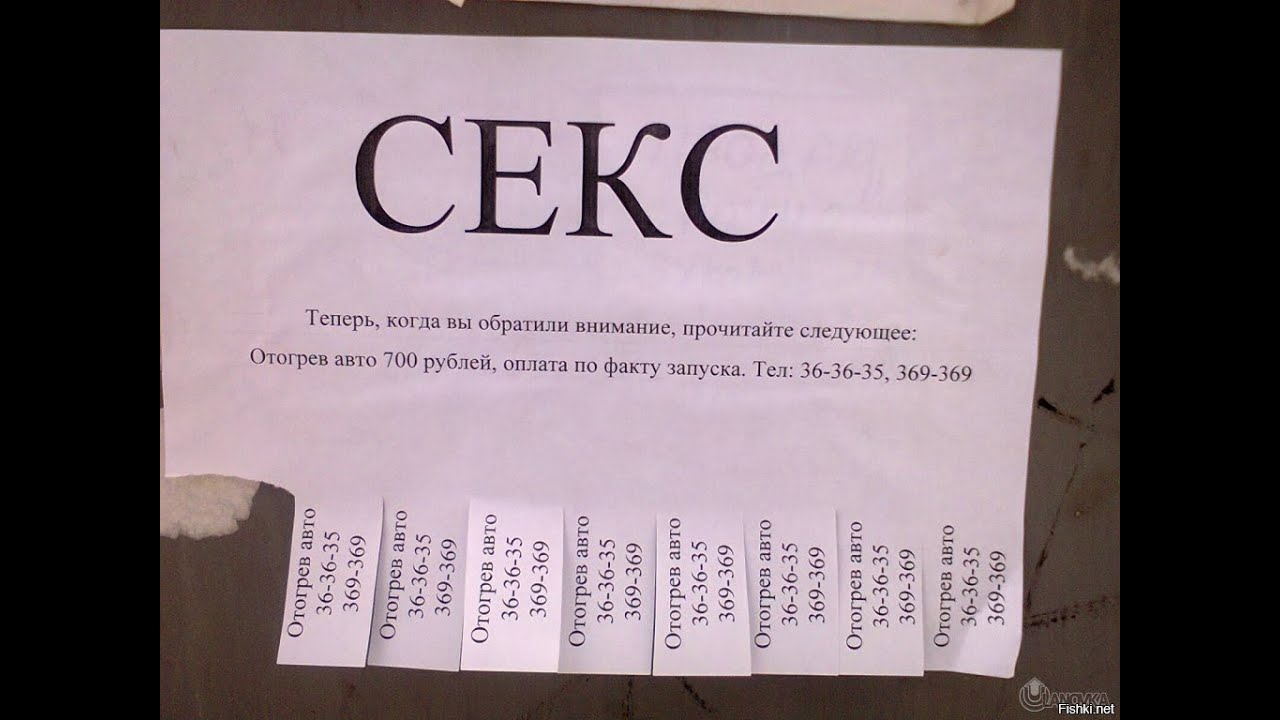 СЕКС
Теперь, когда вы обратили внимание, прочитайте следующее:
Отогрев авто 700 рублей, оплата по факту запуска. Тел: 36-36-35, 369-369
Отогрев авто
36-36-35
369-369
Отогрев авто
36-36-35
369-369
Отогрев авто
36-36-35
369-369
Отогрев авто
36-36-35
369-369
Отогрев авто
36-36-35
369-369
Отогрев авто
36-36-35
369-369
Отогрев авто
36-36-35
369-369
Отогрев авто
36-36-35
369-369
Fishki.net